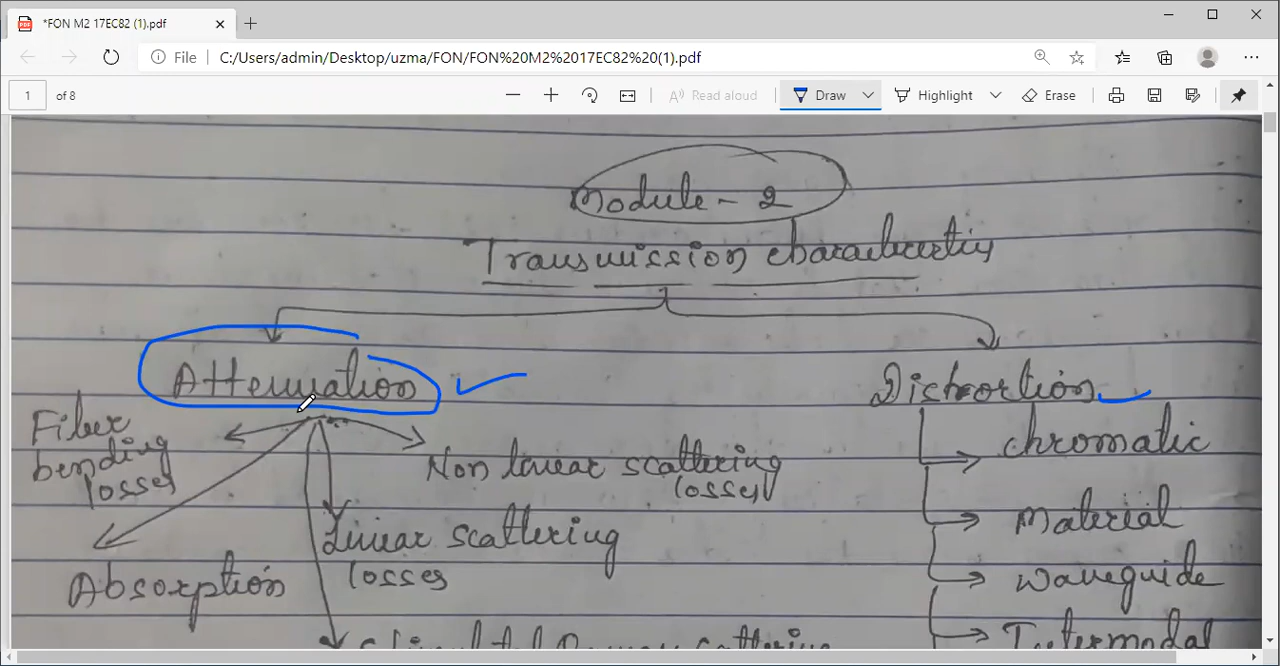 *FON M2 17EC82 (1).pdf
File C:/Users/admin/Desktop/uzma/FON/FON%20M2%2017EC82%20(1).pdf
1 of 8 Read aloud Draw Highlight Erase
Module - 2
Transmission characteristics
Attenuation
Distortion
Fiber bending losses
Non linear scattering losses
Linear scattering losses
Absorption
chromatic
Material
Waveguide
Intermodal